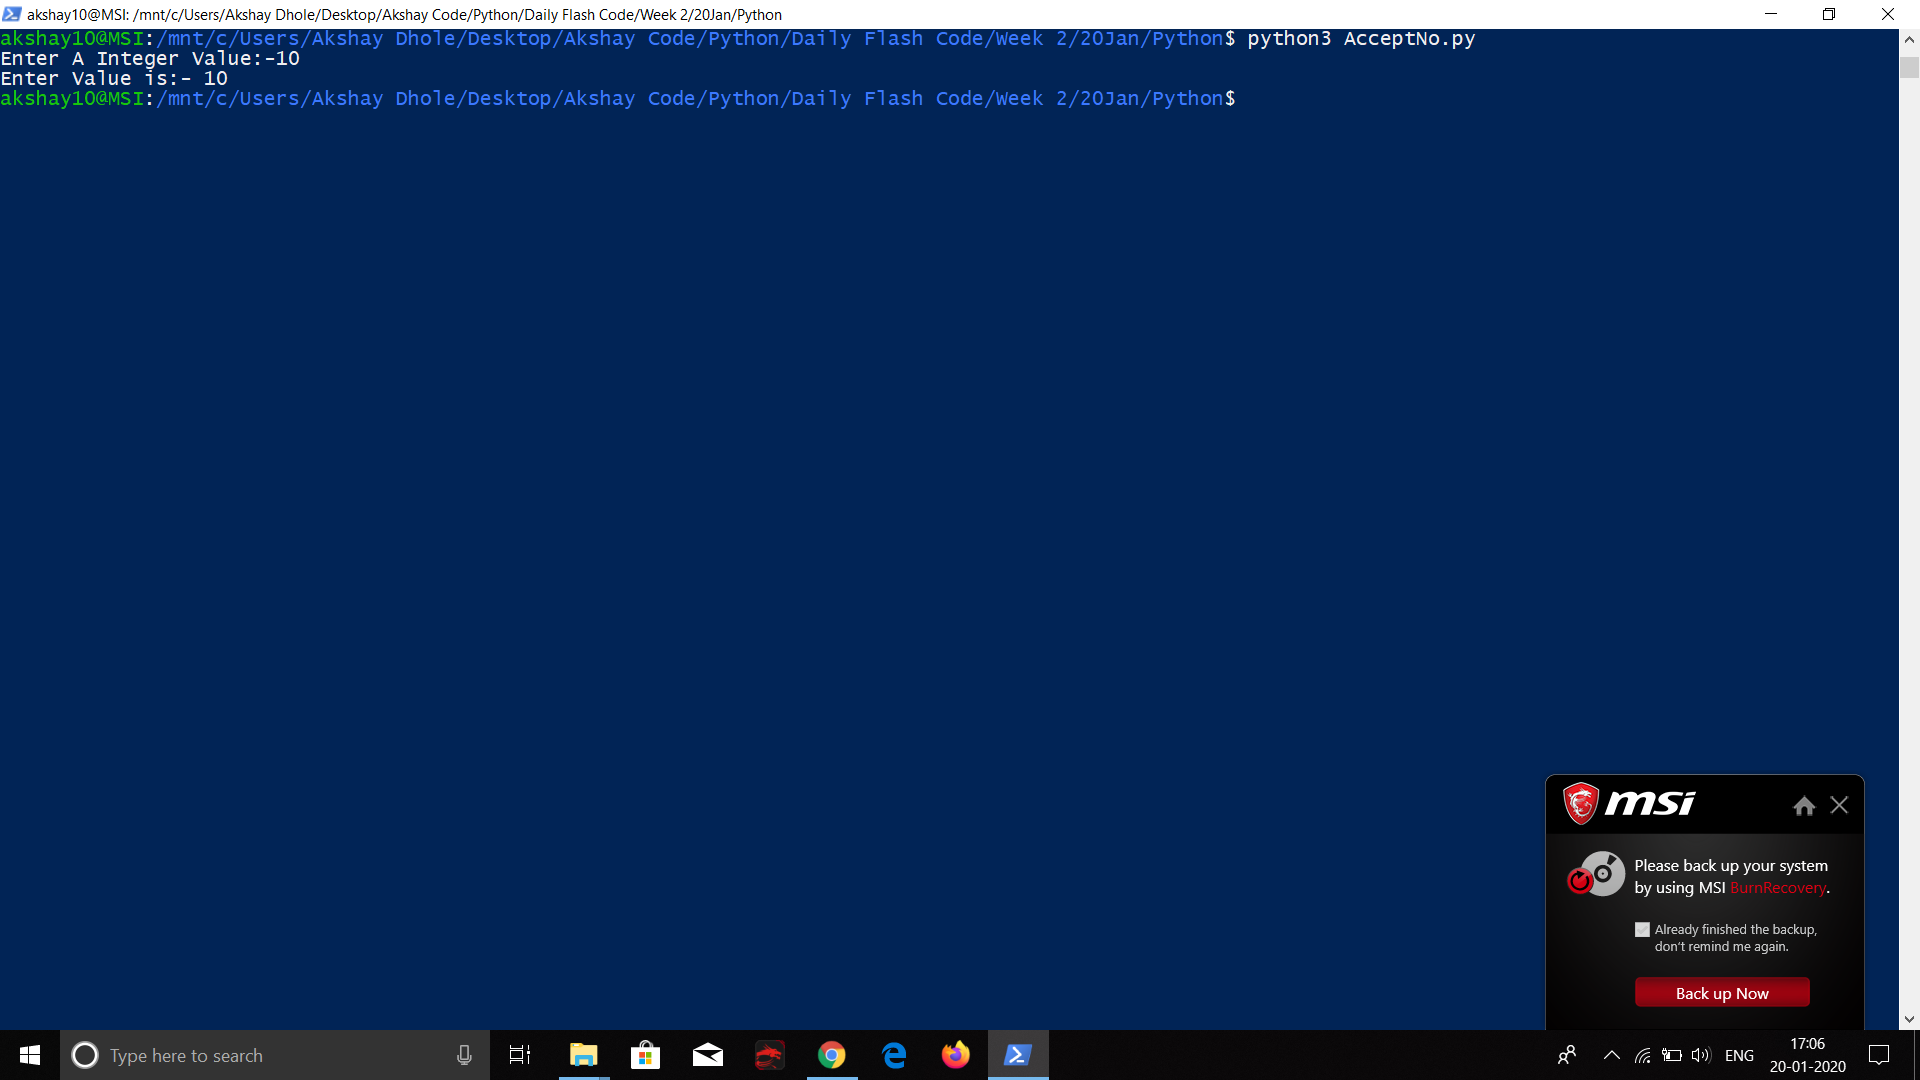 akshay10@MSI: /mnt/c/Users/Akshay Dhole/Desktop/Akshay Code/Python/Daily Flash Code/Week 2/20Jan/Python
akshay10@MSI:/mnt/c/Users/Akshay Dhole/Desktop/Akshay Code/Python/Daily Flash Code/Week 2/20Jan/Python$ python3 AcceptNo.py
Enter A Integer Value:-10
Enter Value is:- 10
akshay10@MSI:/mnt/c/Users/Akshay Dhole/Desktop/Akshay Code/Python/Daily Flash Code/Week 2/20Jan/Python$
msi
Please back up your system
by using MSI BurnRecovery.
Already finished the backup,
don't remind me again.
Back up Now
Type here to search
ENG
17:06
20-01-2020